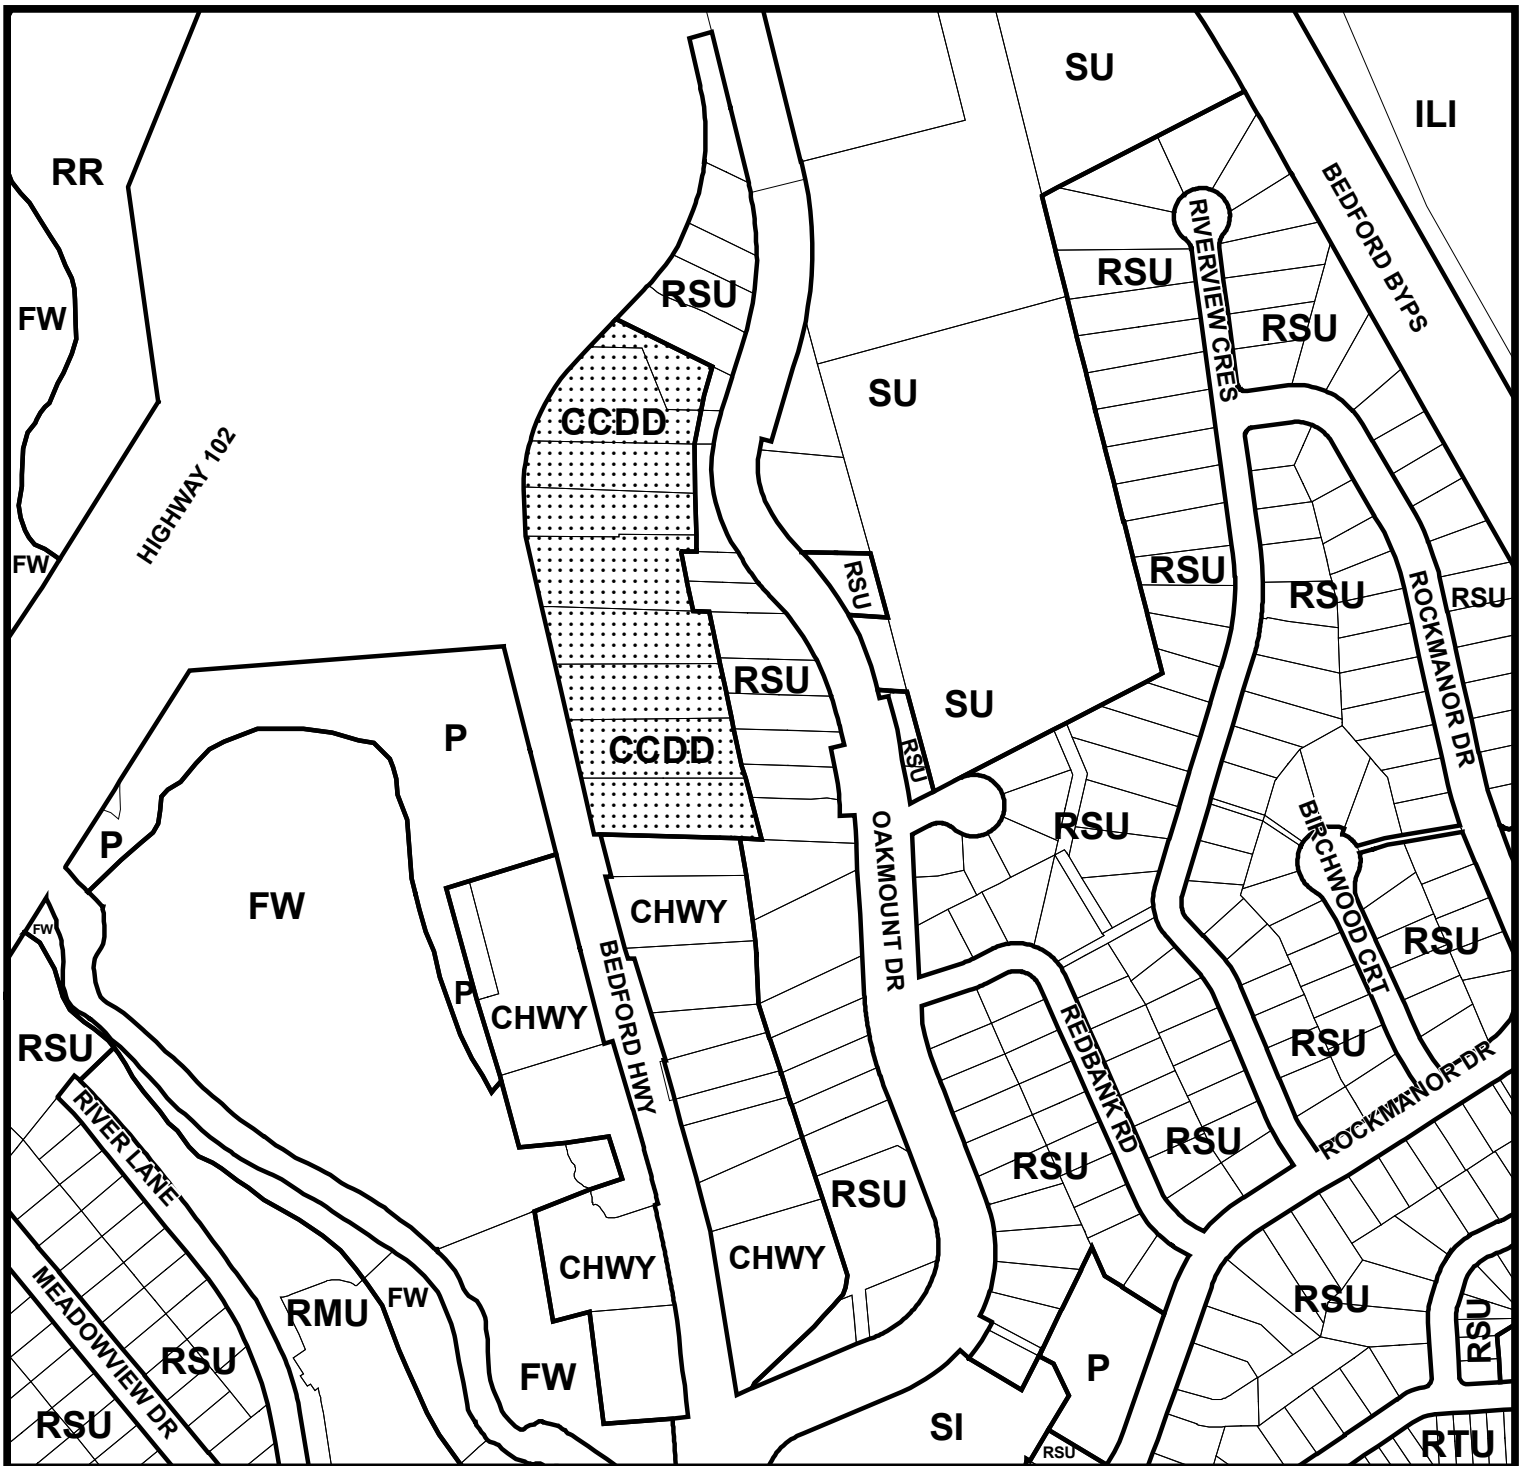 SU
ILI
RR
BEDFORD BYPS
RIVERVIEW CRES
RSU
RSU
FW
RSU
SU
CCDD
HIGHWAY 102
FW
RSU
RSU
RSU
RSU
ROCKMANOR DR
RSU
SU
P
CCDD
RSU
BIRCHWOOD CRT
RSU
P
OAKMOUNT DR
FW
CHWY
FW
RSU
BEDFORD HWY
P
CHWY
REDBANK RD
RSU
RSU
ROCKMANOR DR
RIVER LANE
RSU
RSU
RSU
CHWY
CHWY
MEADOWVIEW DR
RMU
FW
RSU
RSU
RSU
FW
P
RSU
SI
RSU
RTU